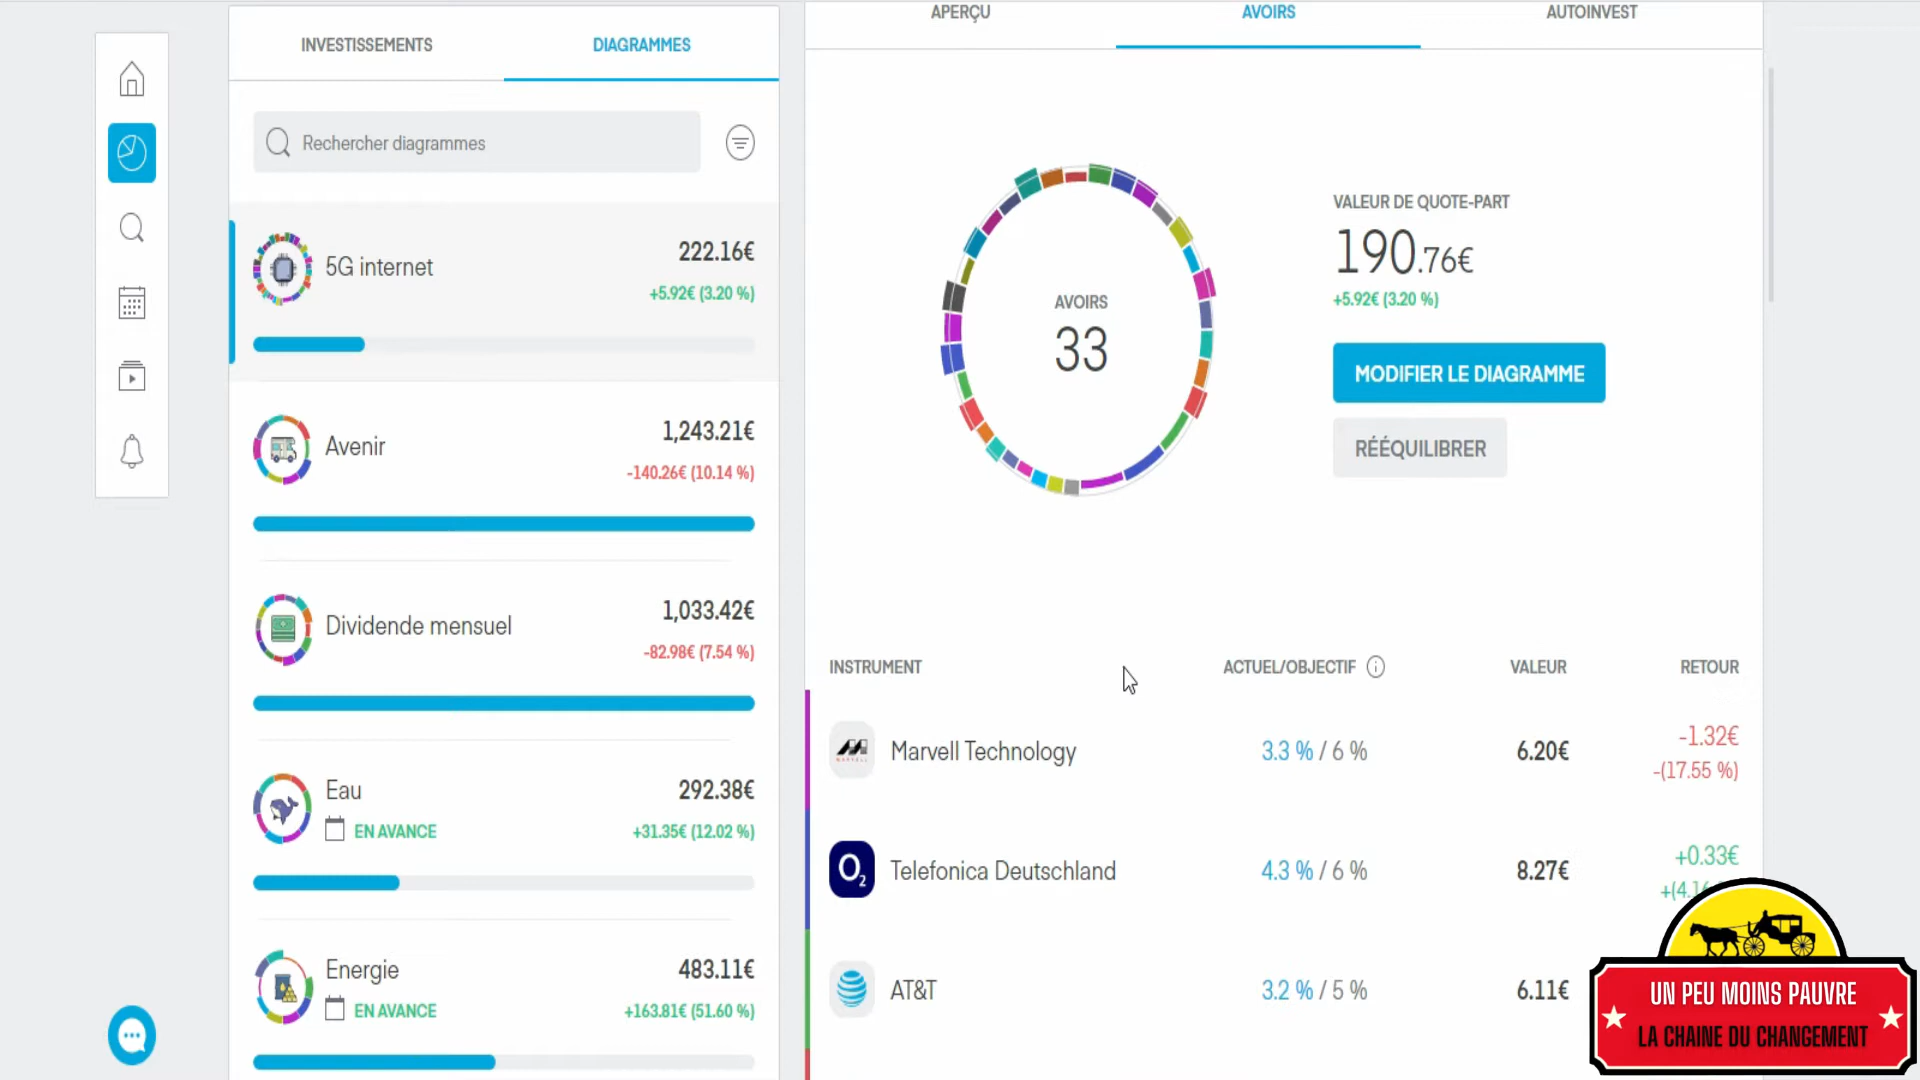 INVESTISSEMENTS
DIAGRAMMES
Rechercher diagrammes
5G internet
222.16€
+5.92€ (3.20 %)
Avenir
1,243.21€
-140.26€ (10.14 %)
Dividende mensuel
1,033.42€
-82.98€ (7.54 %)
Eau
292.38€
EN AVANCE
+31.35€ (12.02 %)
Energie
483.11€
EN AVANCE
+163.81€ (51.60 %)
APERÇU
AVOIRS
AUTOINVEST
AVOIRS
33
VALEUR DE QUOTE-PART
190.76€
+5.92€ (3.20 %)
MODIFIER LE DIAGRAMME
RÉÉQUILIBRER
INSTRUMENT
ACTUEL/OBJECTIF
VALEUR
RETOUR
MARVELL
Marvell Technology
3.3 % / 6 %
6.20€
-1.32€
-(17.55 %)
O2
Telefonica Deutschland
4.3 % / 6 %
8.27€
+0.33€
AT&T
3.2 % / 5 %
6.11€
UN PEU MOINS PAUVRE
LA CHAINE DU CHANGEMENT